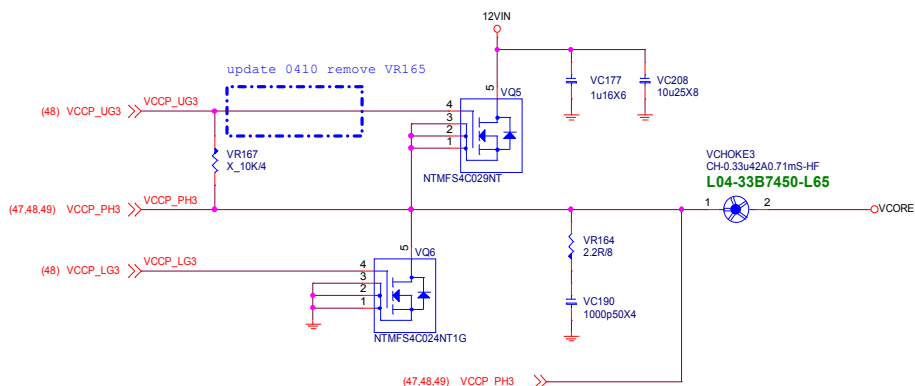 12VIN
update 0410 remove VR165
VC177
1u16X6
VC208
10u25X8
5
VQ5
(48) VCCP_UG3
VCCP_UG3
4
3
2
1
NTMFS4C029NT
VR167
X_10K/4
VCHOKE3
CH-0.33u42A0.71mS-HF
L04-33B7450-L65
(47,48,49) VCCP_PH3
VCCP_PH3
1
2
VCORE
5
VQ6
VR164
2.2R/8
(48) VCCP_LG3
VCCP_LG3
4
3
2
1
VC190
1000p50X4
NTMFS4C024NT1G
(47,48,49) VCCP_PH3